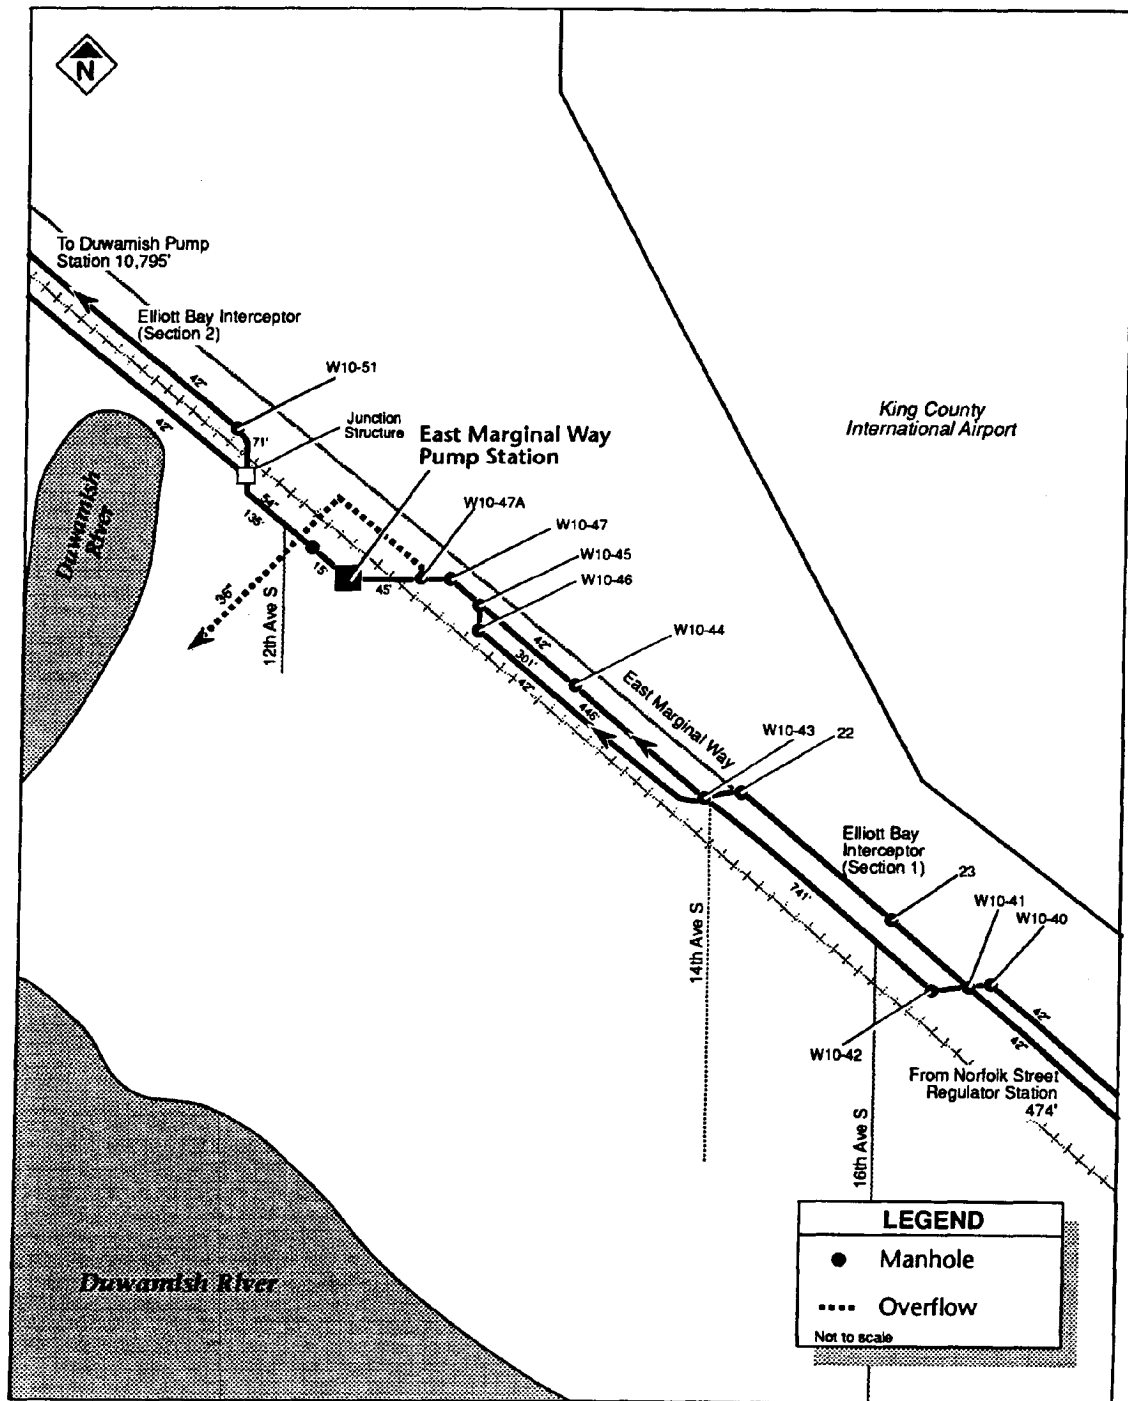 N
To Duwamish Pump
Station 10,795'
Elliott Bay Interceptor
(Section 2)
42"
W10-51
42"
71'
Junction
Structure
East Marginal Way
Pump Station
King County
International Airport
Duwamish
River
54"
135'
W10-47A
W10-47
W10-45
W10-46
15'
45'
36"
12th Ave S
42"
301'
42"
W10-44
446'
East Marginal Way
W10-43
22
Elliott Bay
Interceptor
(Section 1)
741'
23
W10-41
W10-40
14th Ave S
42"
42"
W10-42
From Norfolk Street
Regulator Station
474'
16th Ave S
Duwamish River
LEGEND
Manhole
Overflow
Not to scale